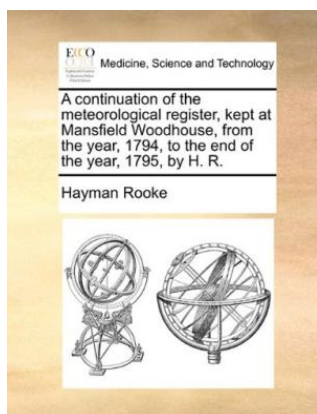 ECCO
Medicine, Science and Technology
A continuation of the
meteorological register, kept at
Mansfield Woodhouse, from
the year, 1794, to the end of
the year, 1795, by H. R.
Hayman Rooke